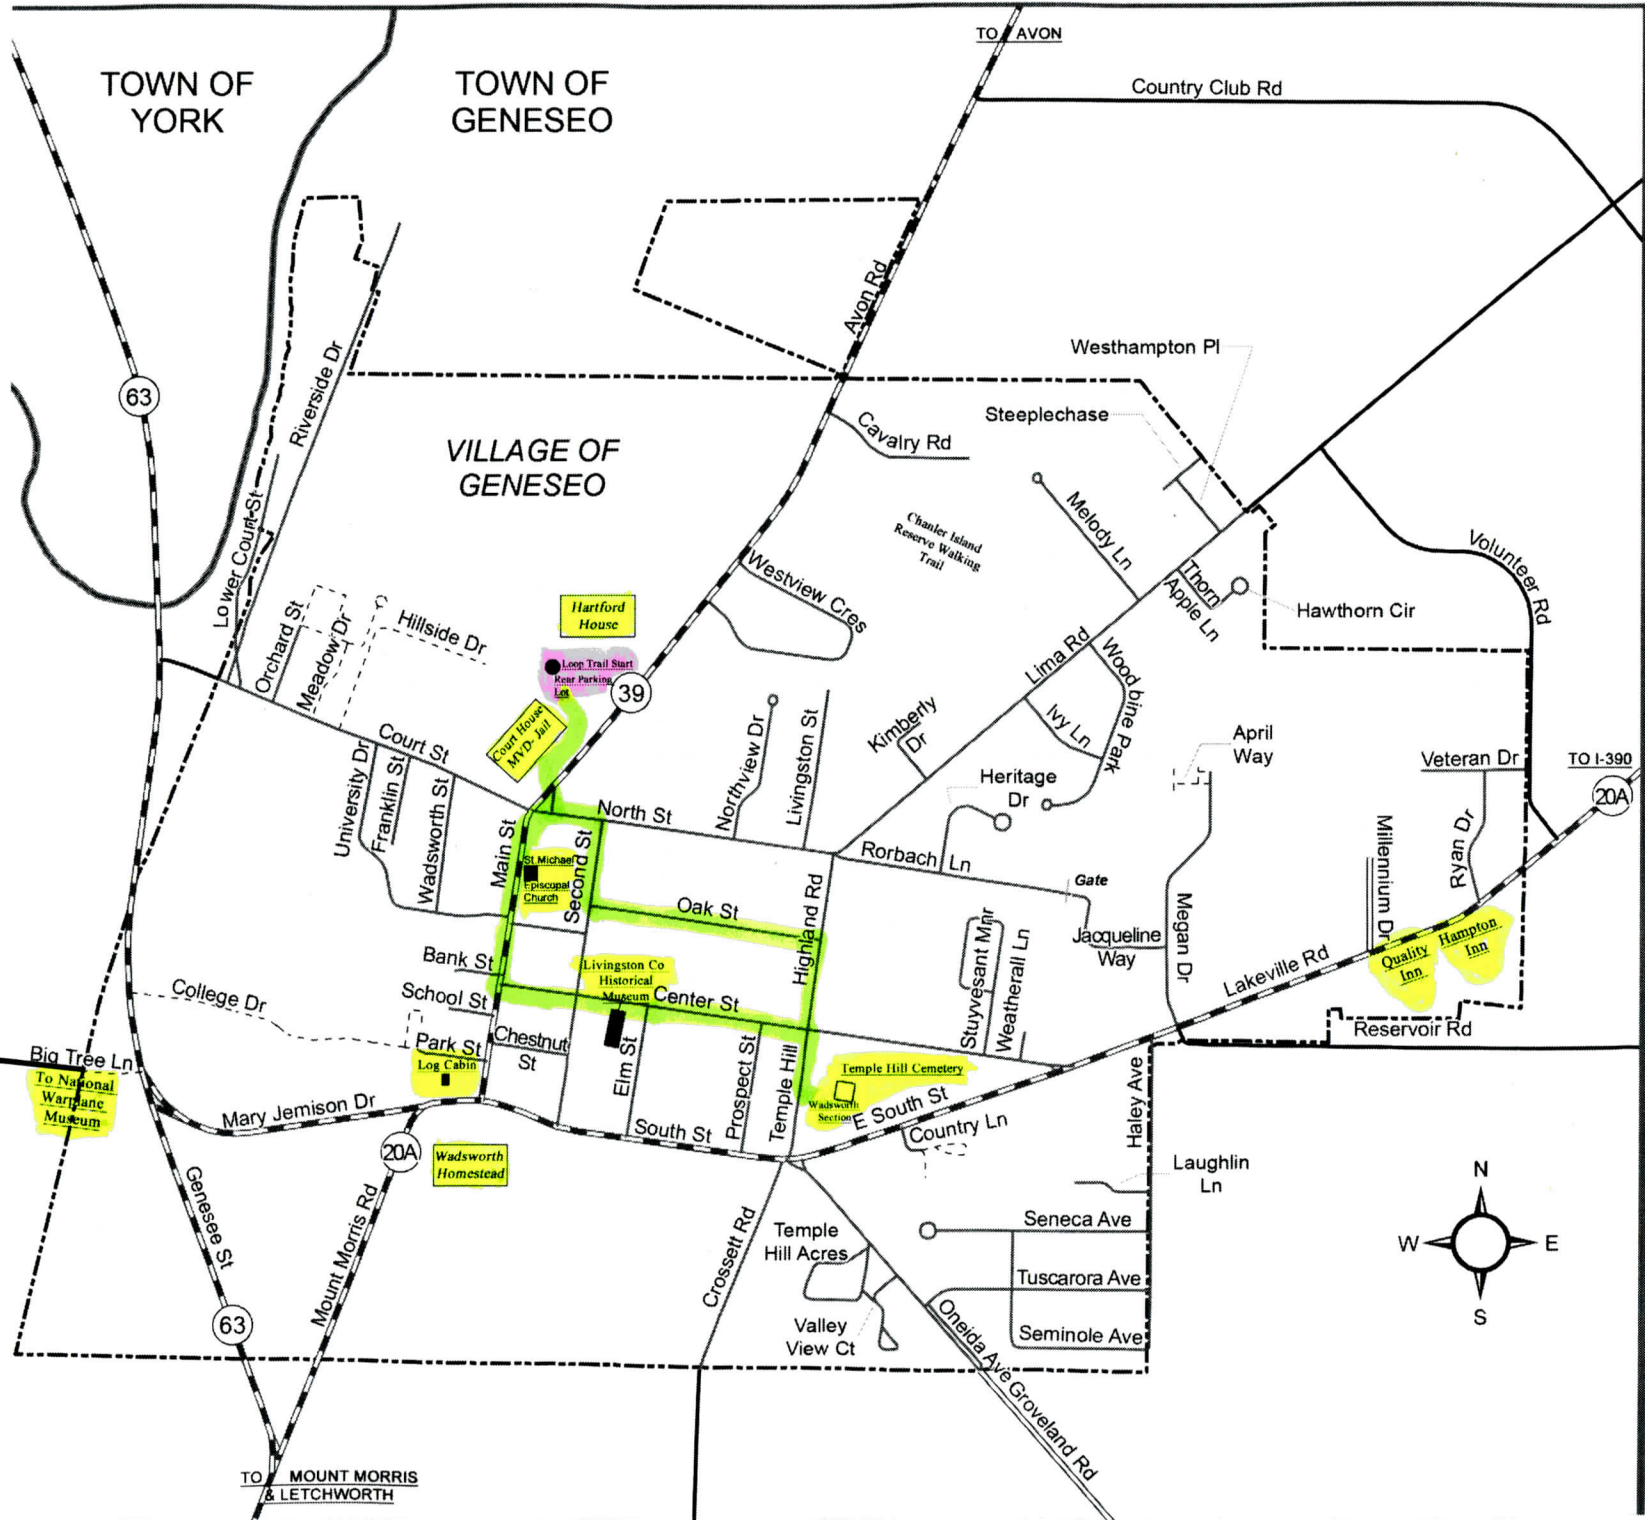 TO AVON
Country Club Rd
TOWN OF
YORK
TOWN OF
GENESEO
Avon Rd
Westhampton Pl
Steeplechase
Riverside Dr
63
VILLAGE OF
GENESEO
Cavalry Rd
Melody Ln
Chanler Island
Reserve Walking
Trail
Lower Court St
Volunteer Rd
Westview Cres
Thorn
Apple Ln
Hawthorn Cir
Orchard St
Meadow Dr
Hillside Dr
Hartford
House
Loop Trail Start
Rear Parking
Lot
39
Lima Rd
Woodbine Park
Ivy Ln
Court House
MVD- Jail
Court St
University Dr
Franklin St
Wadsworth St
Northview Dr
Livingston St
Kimberly
Dr
April
Way
Veteran Dr
TO I-390
20A
Heritage
Dr
North St
Main St
Second St
Rorbach Ln
Gate
Millennium Dr
Ryan Dr
St Michael
Episcopal
Church
Oak St
Highland Rd
Megan Dr
Stuyvesant Mnr
Weatherall Ln
Jacqueline
Way
Lakeville Rd
Quality
Inn
Hampton
Inn
Bank St
Livingston Co
Historical
Museum
Center St
College Dr
School St
Reservoir Rd
Park St
Chestnut
St
Log Cabin
Elm St
Prospect St
Temple Hill
Temple Hill Cemetery
Wadsworth
Section
E South St
Country Ln
Haley Ave
Big Tree Ln
To National
Warplane
Museum
Mary Jemison Dr
South St
20A
Wadsworth
Homestead
Laughlin
Ln
Genesee St
Mount Morris Rd
Crossett Rd
Temple
Hill Acres
Seneca Ave
Tuscarora Ave
Seminole Ave
N
W E
S
Valley
View Ct
Oneida Ave
Groveland Rd
63
TO MOUNT MORRIS
& LETCHWORTH